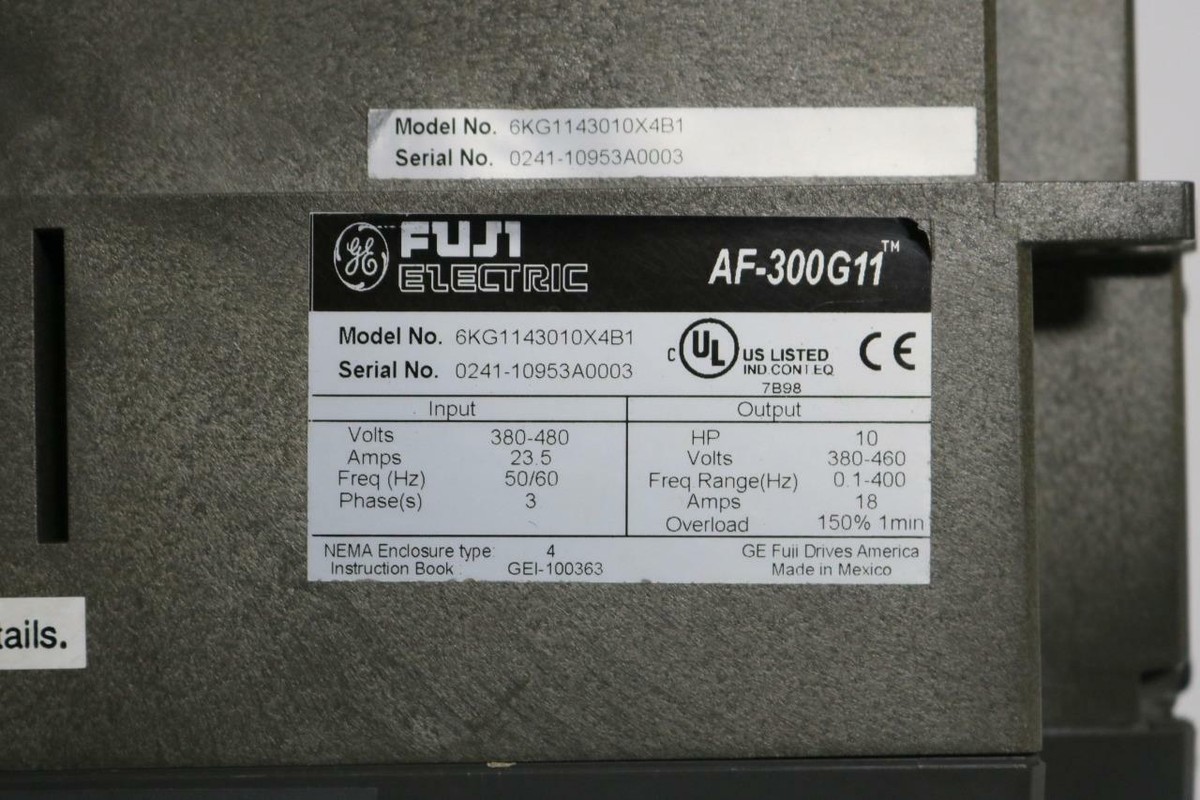 Model No. 6KG1143010X4B1
Serial No. 0241-10953A0003
GE FUJI ELECTRIC AF-300G11™
Model No. 6KG1143010X4B1
Serial No. 0241-10953A0003
C UL US LISTED CE
IND.CONT.EQ
7B98
Input Output
Volts 380-480 HP 10
Amps 23.5 Volts 380-460
Freq (Hz) 50/60 Freq Range(Hz) 0.1-400
Phase(s) 3 Amps 18
Overload 150% 1min
NEMA Enclosure type: 4 GE Fuji Drives America
Instruction Book : GEI-100363 Made in Mexico
tails.